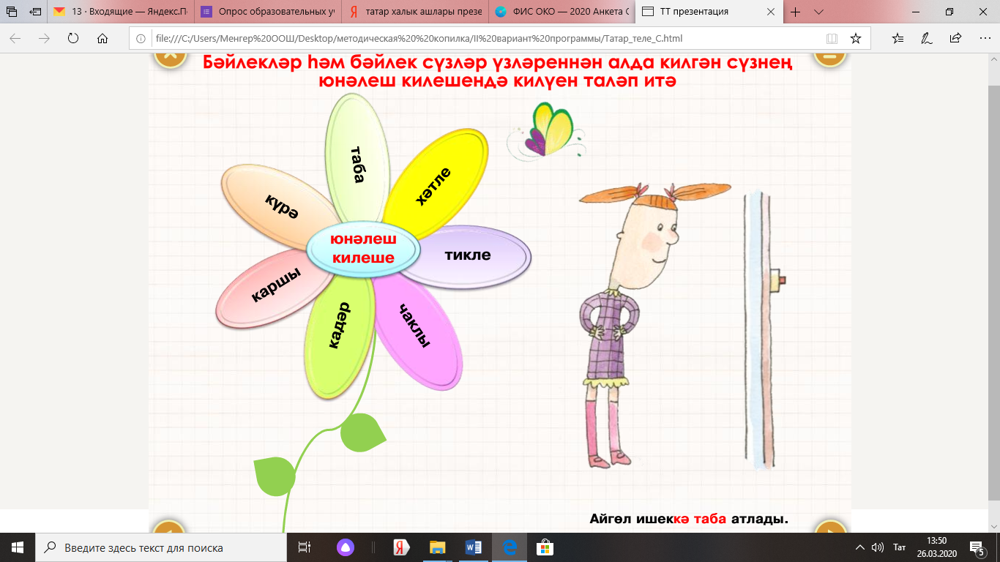 13 · Входящие — Яндекс.П
Опрос образовательных уч
татар халык ашлары презе
ФИС ОКО — 2020 Анкета О
ТТ презентация
file:///C:/Users/Менгер%20ООШ/Desktop/методическая%20%20копилка/II%20вариант%20программы/Татар_теле_С.html
Бәйлекләр һәм бәйлек сүзләр үзләреннән алда килгән сүзнең
юнәлеш килешендә килүен таләп итә
таба
хәтле
күрә
юнәлеш
килеше
тикле
каршы
кадәр
чаклы
Айгөл ишеккә таба атлады.
Введите здесь текст для поиска
Тат
13:50
26.03.2020
5